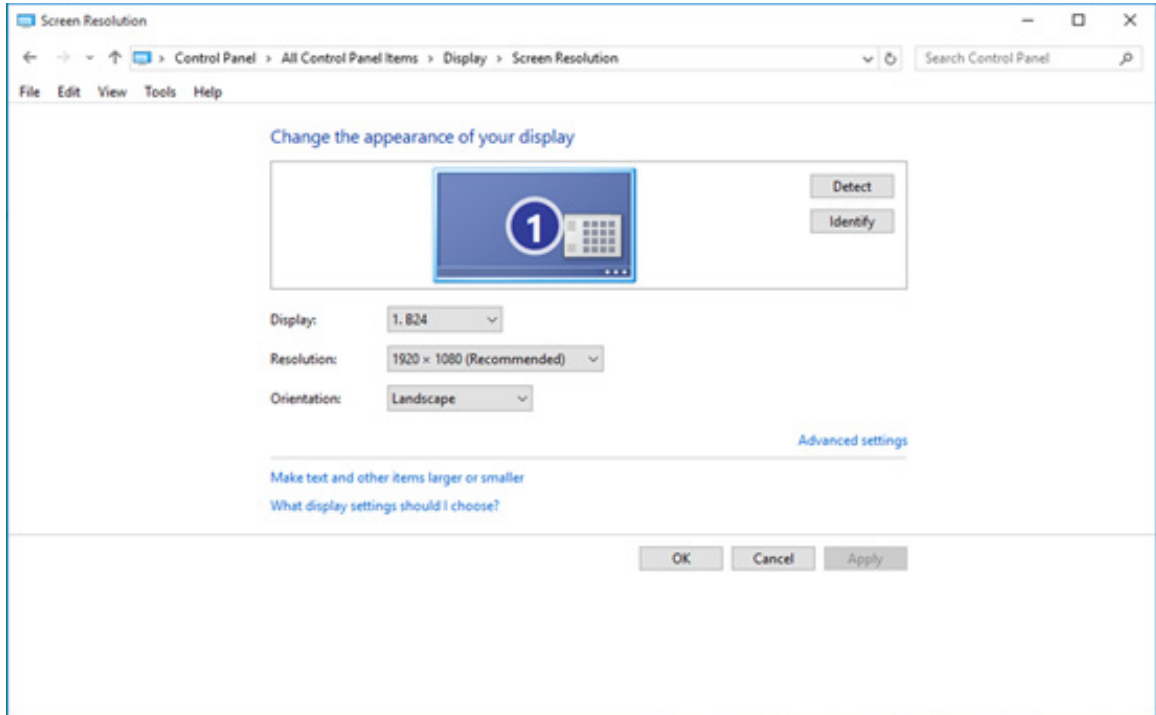 Screen Resolution
Control Panel > All Control Panel Items > Display > Screen Resolution
Search Control Panel
File Edit View Tools Help
Change the appearance of your display
1
Detect
Identify
Display: 1. B24
Resolution: 1920 × 1080 (Recommended)
Orientation: Landscape
Advanced settings
Make text and other items larger or smaller
What display settings should I choose?
OK Cancel Apply